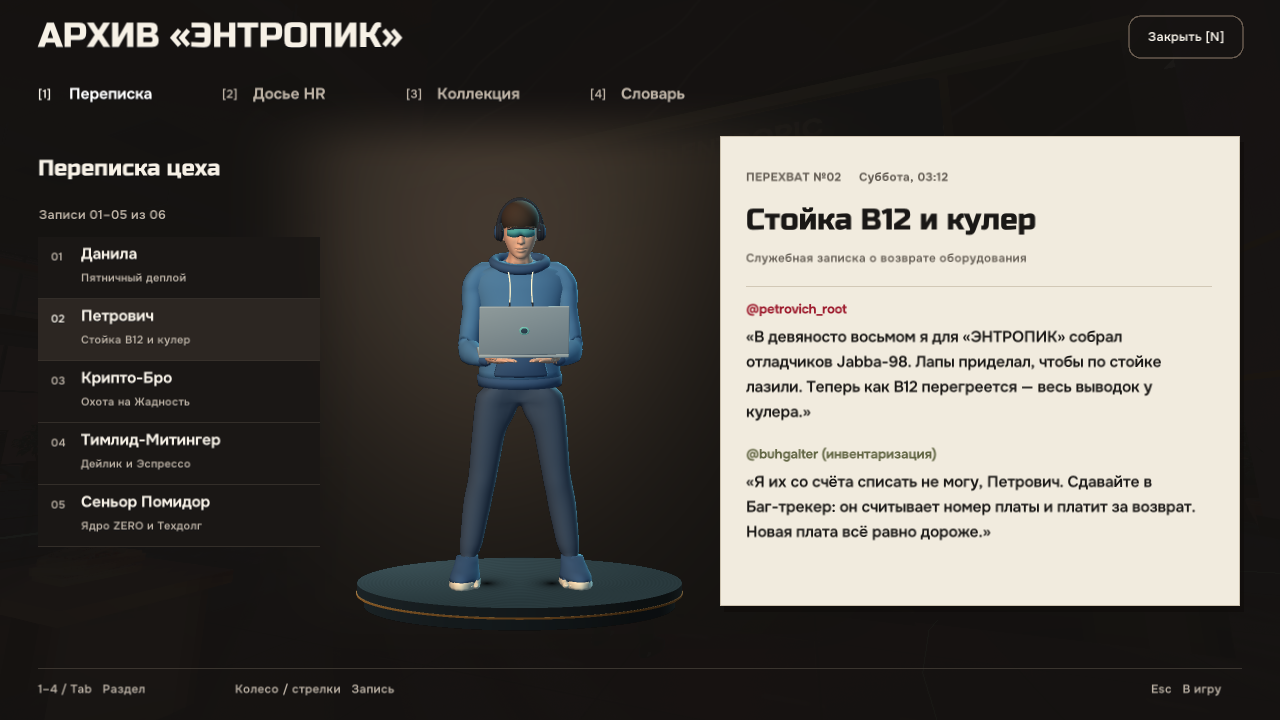 АРХИВ «ЭНТРОПИК»
Закрыть [N]
[1] Переписка
[2] Досье HR
[3] Коллекция
[4] Словарь
Переписка цеха
Записи 01–05 из 06
01 Данила
Пятничный деплой
02 Петрович
Стойка B12 и кулер
03 Крипто-Бро
Охота на Жадность
04 Тимлид-Митингер
Дейлик и Эспрессо
05 Сеньор Помидор
Ядро ZERO и Техдолг
ПЕРЕХВАТ №02 Суббота, 03:12
Стойка B12 и кулер
Служебная записка о возврате оборудования
@petrovich_root
«В девяносто восьмом я для «ЭНТРОПИК» собрал
отладчиков Jabba-98. Лапы приделал, чтобы по стойке
лазили. Теперь как B12 перегреется — весь выводок у
кулера.»
@buhgalter (инвентаризация)
«Я их со счёта списать не могу, Петрович. Сдавайте в
Баг-трекер: он считывает номер платы и платит за возврат.
Новая плата всё равно дороже.»
1–4 / Tab Раздел
Колесо / стрелки Запись
Esc В игру